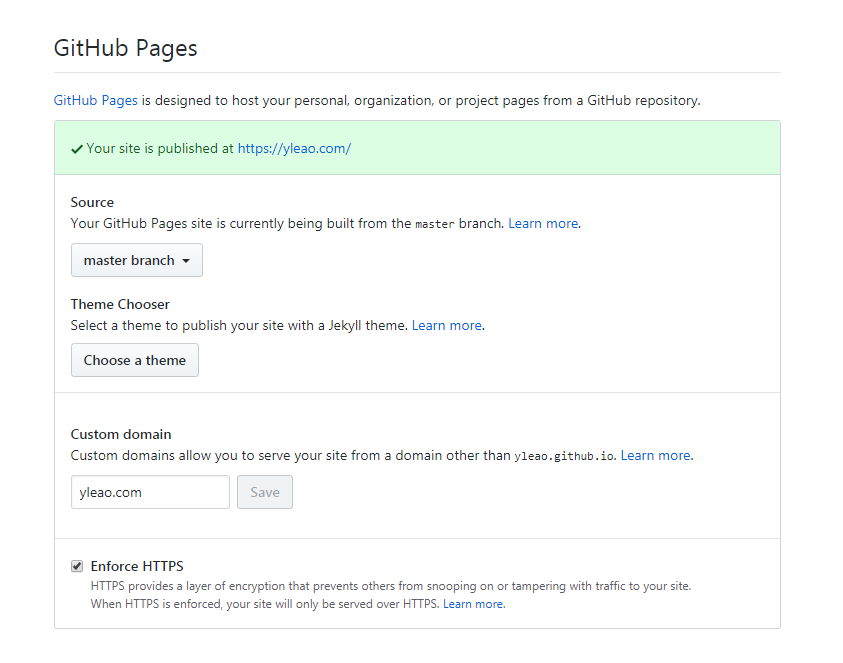 GitHub Pages
GitHub Pages is designed to host your personal, organization, or project pages from a GitHub repository.
Your site is published at https://yleao.com/
Source
Your GitHub Pages site is currently being built from the master branch. Learn more.
master branch
Theme Chooser
Select a theme to publish your site with a Jekyll theme. Learn more.
Choose a theme
Custom domain
Custom domains allow you to serve your site from a domain other than yleao.github.io. Learn more.
yleao.com Save
Enforce HTTPS
HTTPS provides a layer of encryption that prevents others from snooping on or tampering with traffic to your site.
When HTTPS is enforced, your site will only be served over HTTPS. Learn more.